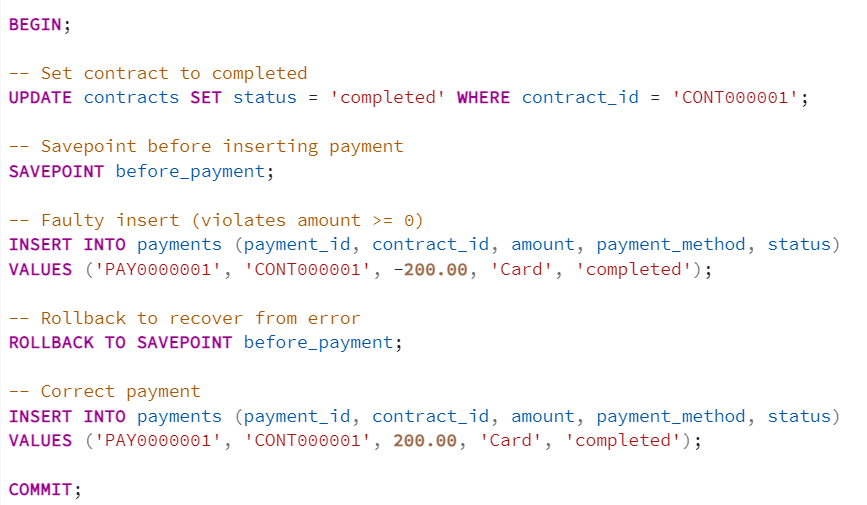 BEGIN;
-- Set contract to completed
UPDATE contracts SET status = 'completed' WHERE contract_id = 'CONT000001';
-- Savepoint before inserting payment
SAVEPOINT before_payment;
-- Faulty insert (violates amount >= 0)
INSERT INTO payments (payment_id, contract_id, amount, payment_method, status)
VALUES ('PAY0000001', 'CONT000001', -200.00, 'Card', 'completed');
-- Rollback to recover from error
ROLLBACK TO SAVEPOINT before_payment;
-- Correct payment
INSERT INTO payments (payment_id, contract_id, amount, payment_method, status)
VALUES ('PAY0000001', 'CONT000001', 200.00, 'Card', 'completed');
COMMIT;